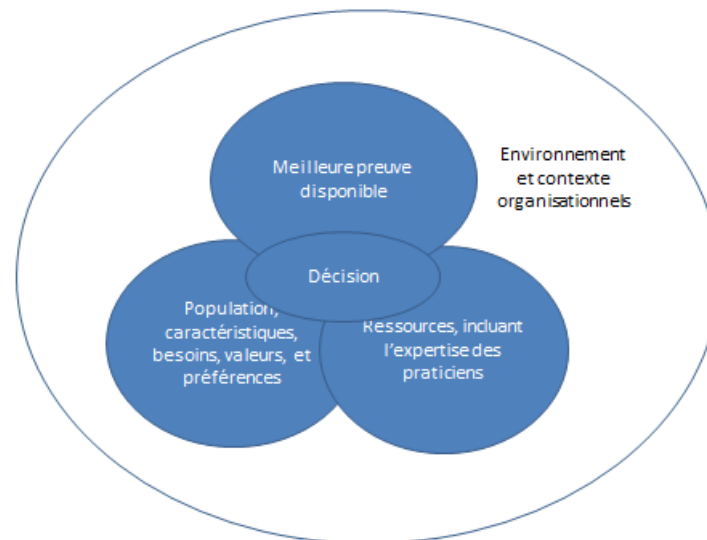 Meilleure preuve
disponible
Environnement
et contexte
organisationnels
Décision
Population,
caractéristiques,
besoins, valeurs, et
préférences
Ressources, incluant
l'expertise des
praticiens